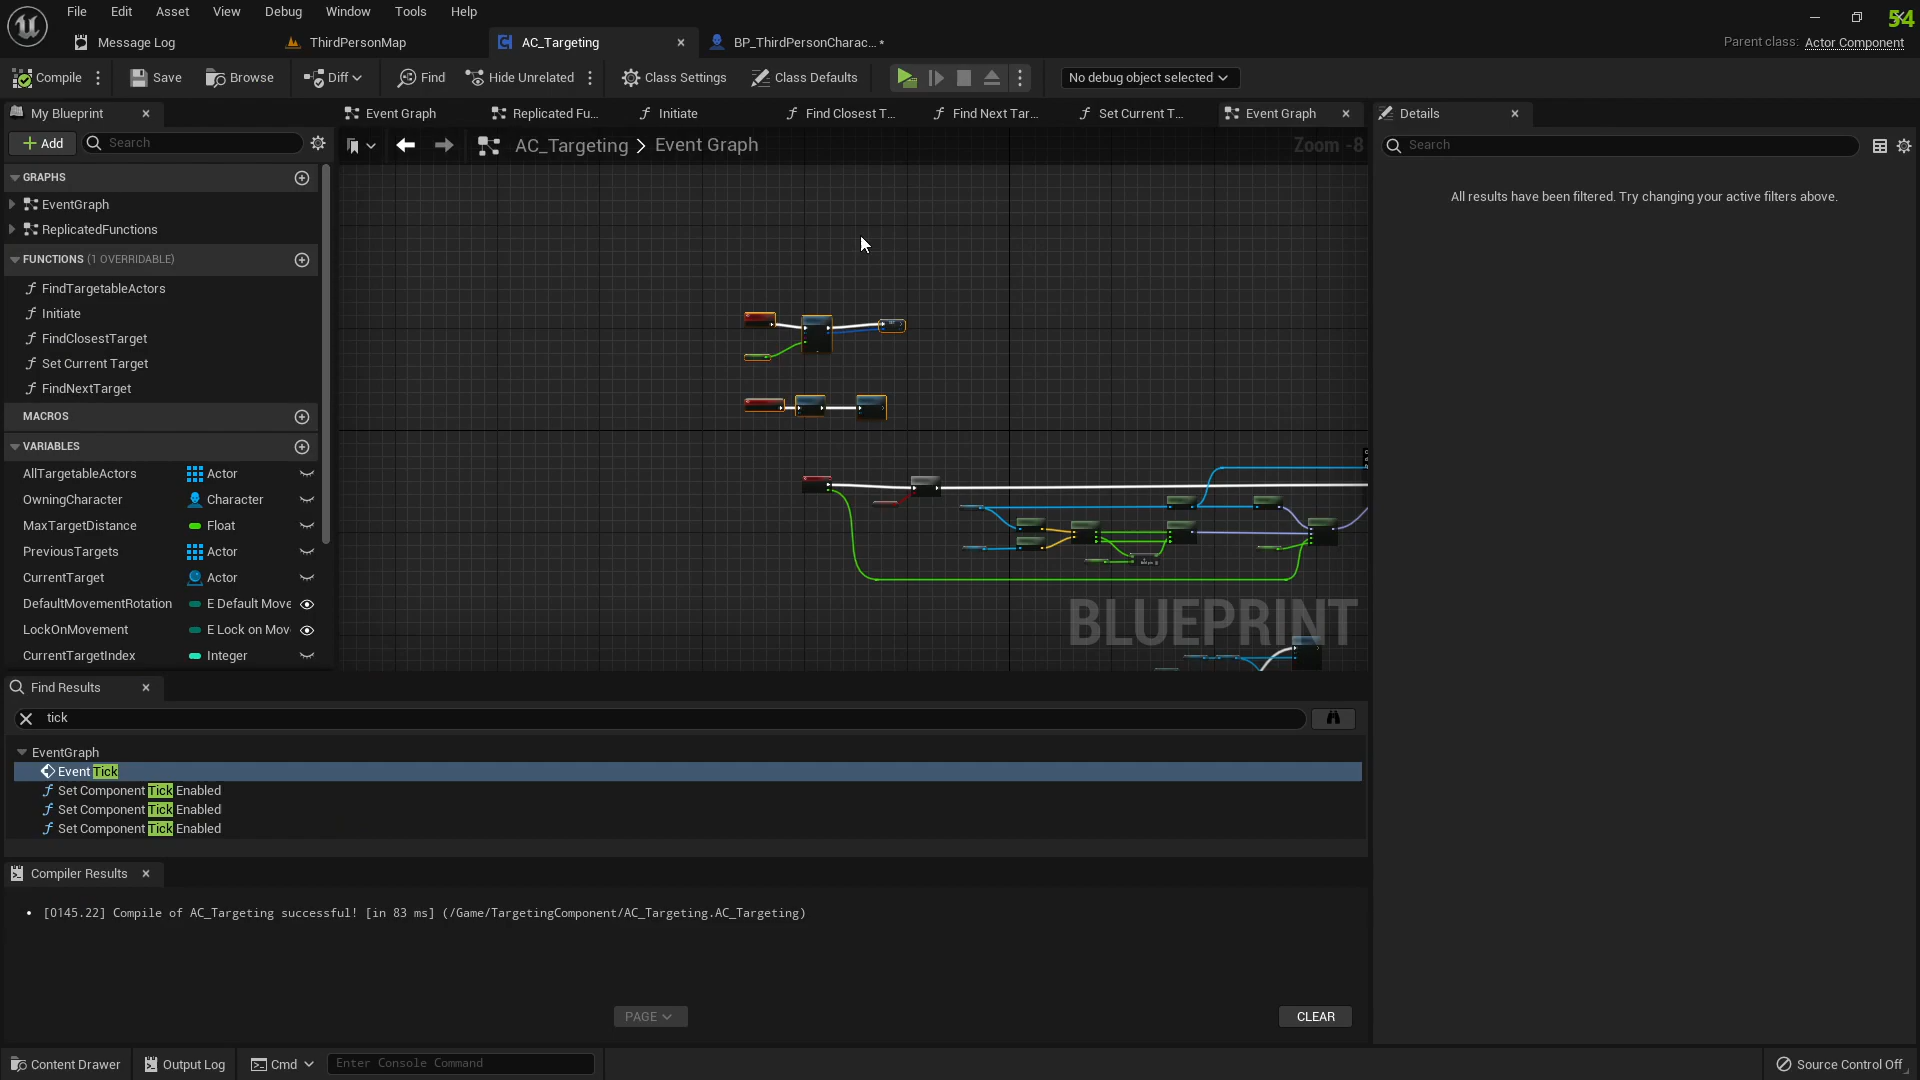 File Edit Asset View Debug Window Tools Help
54
Message Log ThirdPersonMap AC_Targeting BP_ThirdPersonCharac... *
Parent class: Actor Component
Compile Save Browse Diff Find Hide Unrelated Class Settings Class Defaults No debug object selected
My Blueprint Event Graph Replicated Fu... Initiate Find Closest T... Find Next Tar... Set Current T... Event Graph Details
Add Search
AC_Targeting > Event Graph Zoom -8
Search
GRAPHS
EventGraph
ReplicatedFunctions
FUNCTIONS (1 OVERRIDABLE)
FindTargetableActors
Initiate
FindClosestTarget
Set Current Target
FindNextTarget
MACROS
VARIABLES
AllTargetableActors Actor
OwningCharacter Character
MaxTargetDistance Float
PreviousTargets Actor
CurrentTarget Actor
DefaultMovementRotation E Default Move
LockOnMovement E Lock on Mov
CurrentTargetIndex Integer
BLUEPRINT
All results have been filtered. Try changing your active filters above.
Find Results
tick
EventGraph
Event Tick
Set Component Tick Enabled
Set Component Tick Enabled
Set Component Tick Enabled
Compiler Results
• [0145.22] Compile of AC_Targeting successful! [in 83 ms] (/Game/TargetingComponent/AC_Targeting.AC_Targeting)
PAGE CLEAR
Content Drawer Output Log Cmd Enter Console Command Source Control Off